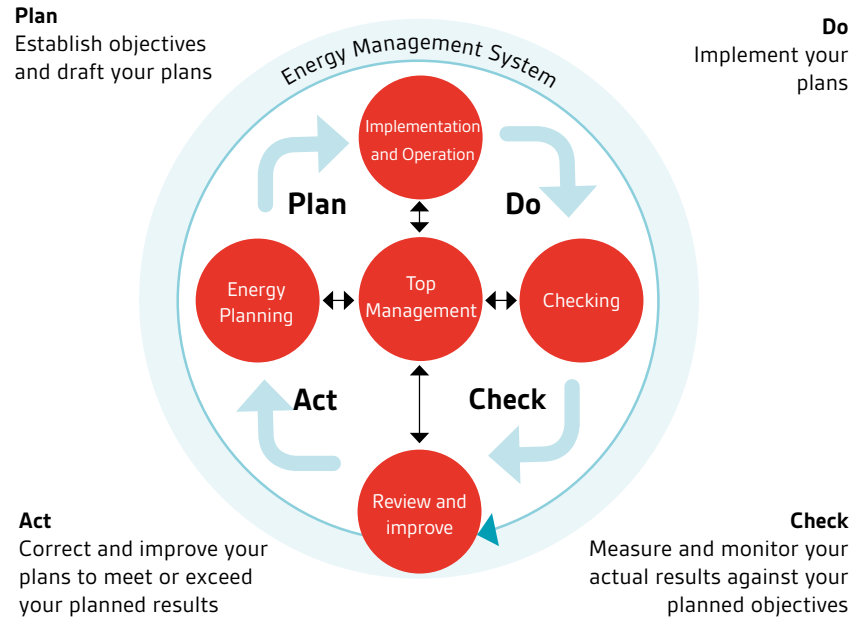 Plan
Establish objectives
and draft your plans
Do
Implement your
plans
Energy Management System
Implementation
and Operation
Plan
Do
Energy
Planning
Top
Management
Checking
Act
Check
Review and
improve
Act
Correct and improve your
plans to meet or exceed
your planned results
Check
Measure and monitor your
actual results against your
planned objectives